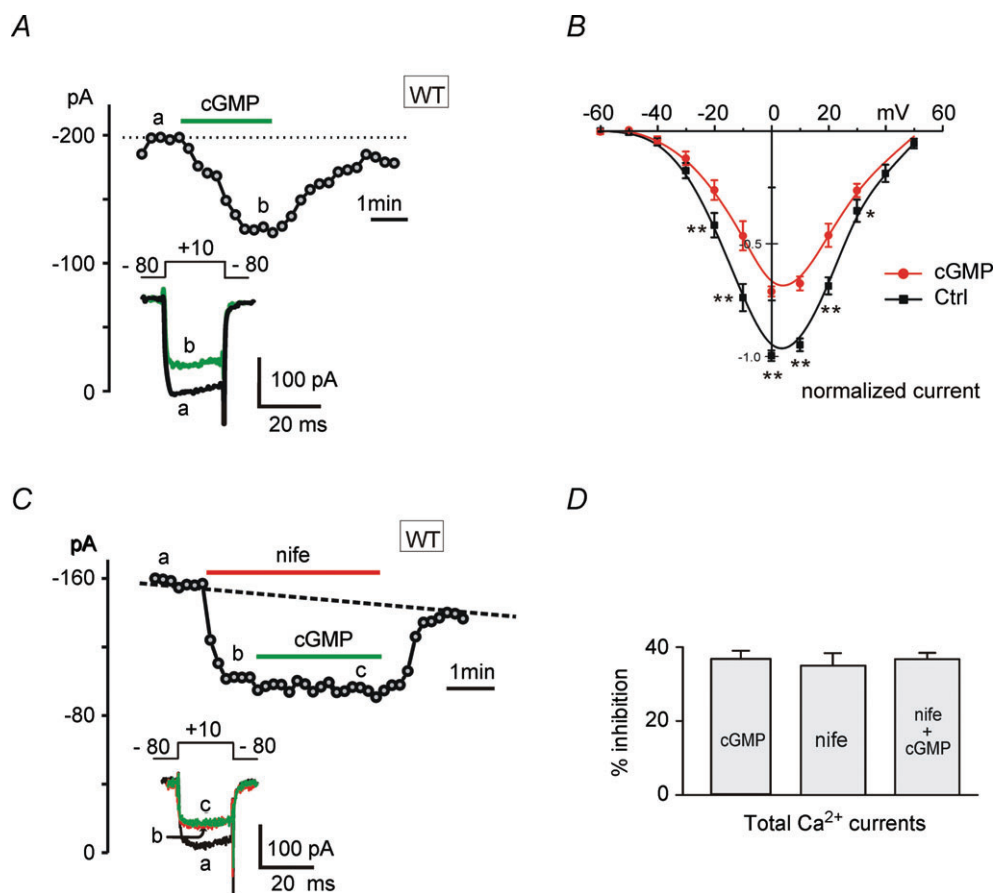 A
pA
a
cGMP
WT
-200
b
1min
-100
+10
- 80
- 80
b
a
0
100 pA
20 ms
B
-60
-40
-20
0
20
mV
60
-0.5
*
**
**
**
-1.0
**
**
cGMP
Ctrl
normalized current
C
pA
a
nife
WT
-160
b
cGMP
c
1min
-80
+10
- 80
- 80
c
b
a
0
100 pA
20 ms
D
% inhibition
40
20
0
cGMP
nife
nife
+
cGMP
Total Ca²⁺ currents